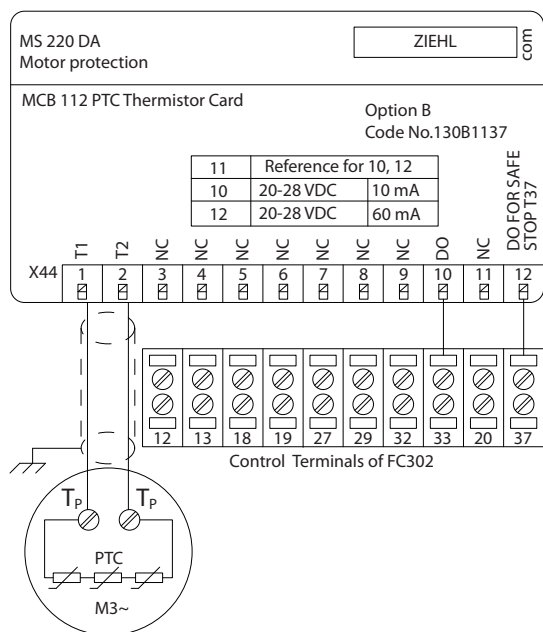 MS 220 DA
Motor protection
ZIEHL
com
MCB 112 PTC Thermistor Card
Option B
Code No.130B1137
11 Reference for 10, 12
10 20-28 VDC 10 mA
12 20-28 VDC 60 mA
T1 T2 NC NC NC NC NC NC NC DO NC DO FOR SAFE
STOP T37
X44 1 2 3 4 5 6 7 8 9 10 11 12
12 13 18 19 27 29 32 33 20 37
Control Terminals of FC302
TP TP
PTC
M3~